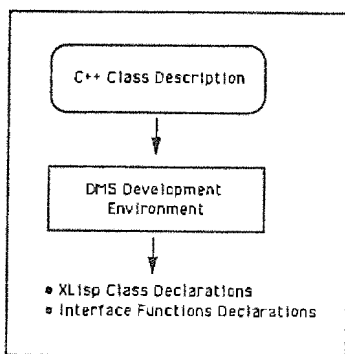 C++ Class Description
DMS Development
Environment
• XLisp Class Declarations
• Interface Functions Declarations